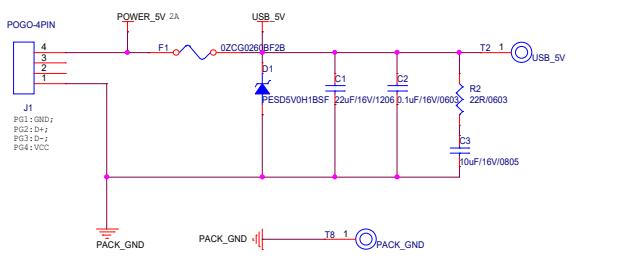 POGO-4PIN
POWER_5V 2A
USB_5V
4
3
2
1
F1
0ZCG0260BF2B
T2 1
USB_5V
D1
PESD5V0H1BSF
C1
22uF/16V/1206
C2
0.1uF/16V/0603
R2
22R/0603
C3
10uF/16V/0805
J1
PG1:GND;
PG2:D+;
PG3:D-;
PG4:VCC
PACK_GND
PACK_GND
T8 1
PACK_GND